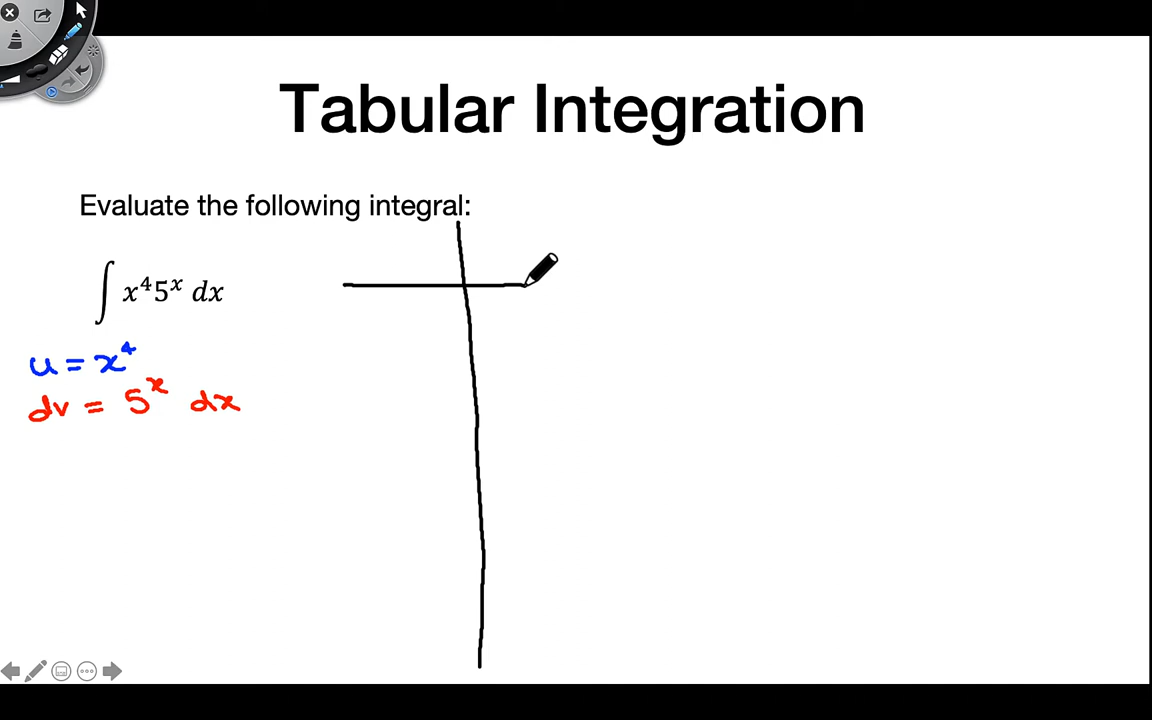 Tabular Integration
Evaluate the following integral:
∫ x⁴5ˣ dx
u = x⁴
dv = 5ˣ dx